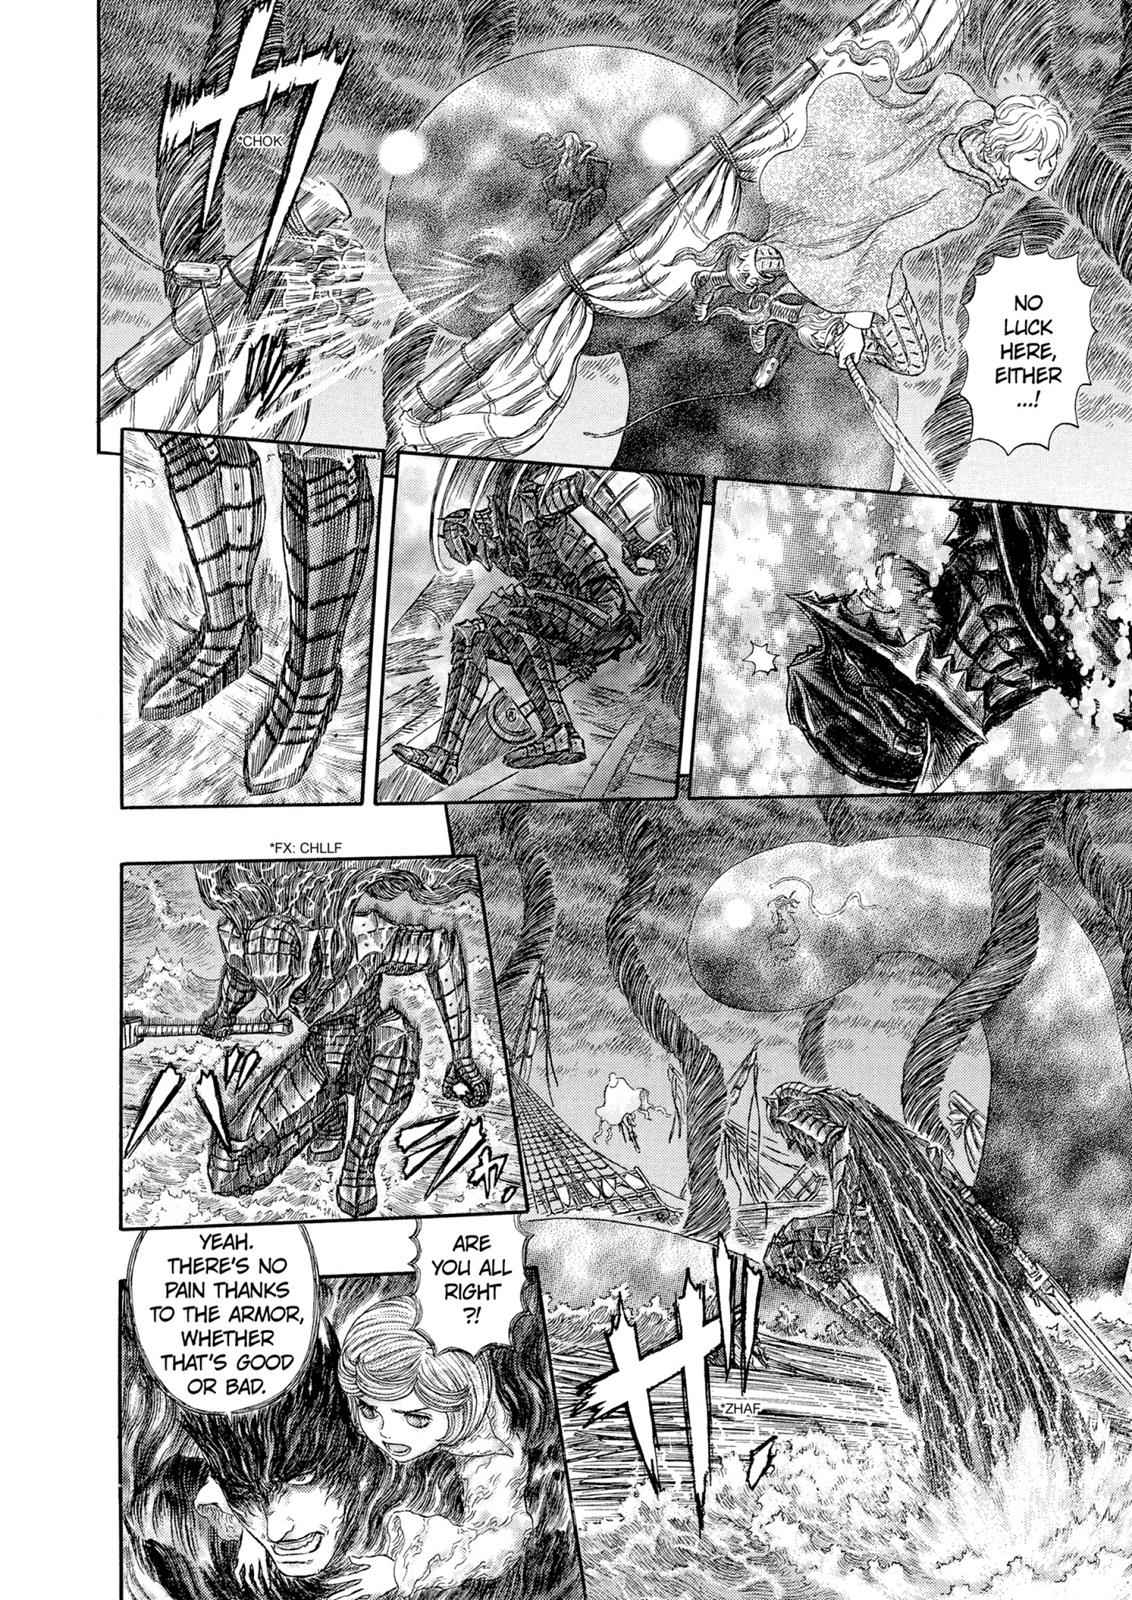 NO
LUCK
HERE,
EITHER
...!
*CHOK
*FX: CHLLF
*ZHAF
ARE
YOU ALL
RIGHT
?!
YEAH.
THERE'S NO
PAIN THANKS
TO THE ARMOR,
WHETHER
THAT'S GOOD
OR BAD.